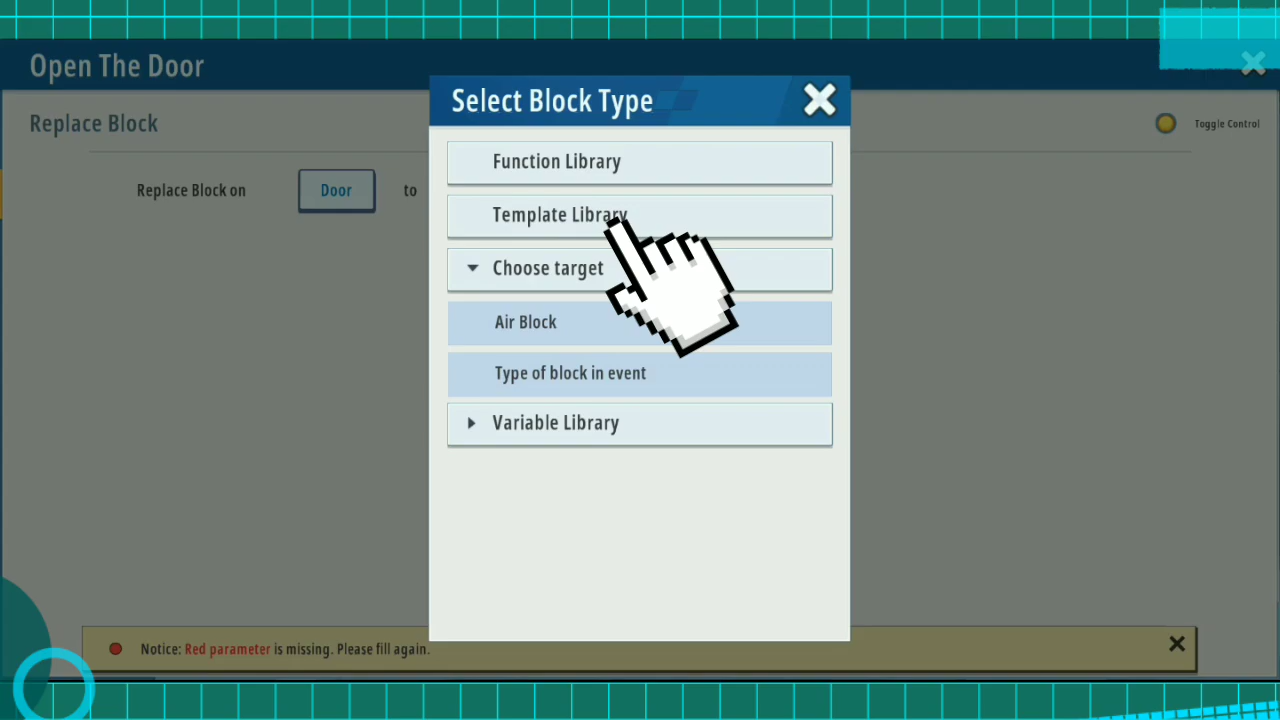 Open The Door
Select Block Type
Replace Block
Toggle Control
Function Library
Replace Block on Door to
Template Library
Choose target
Air Block
Type of block in event
Variable Library
Notice: Red parameter is missing. Please fill again.